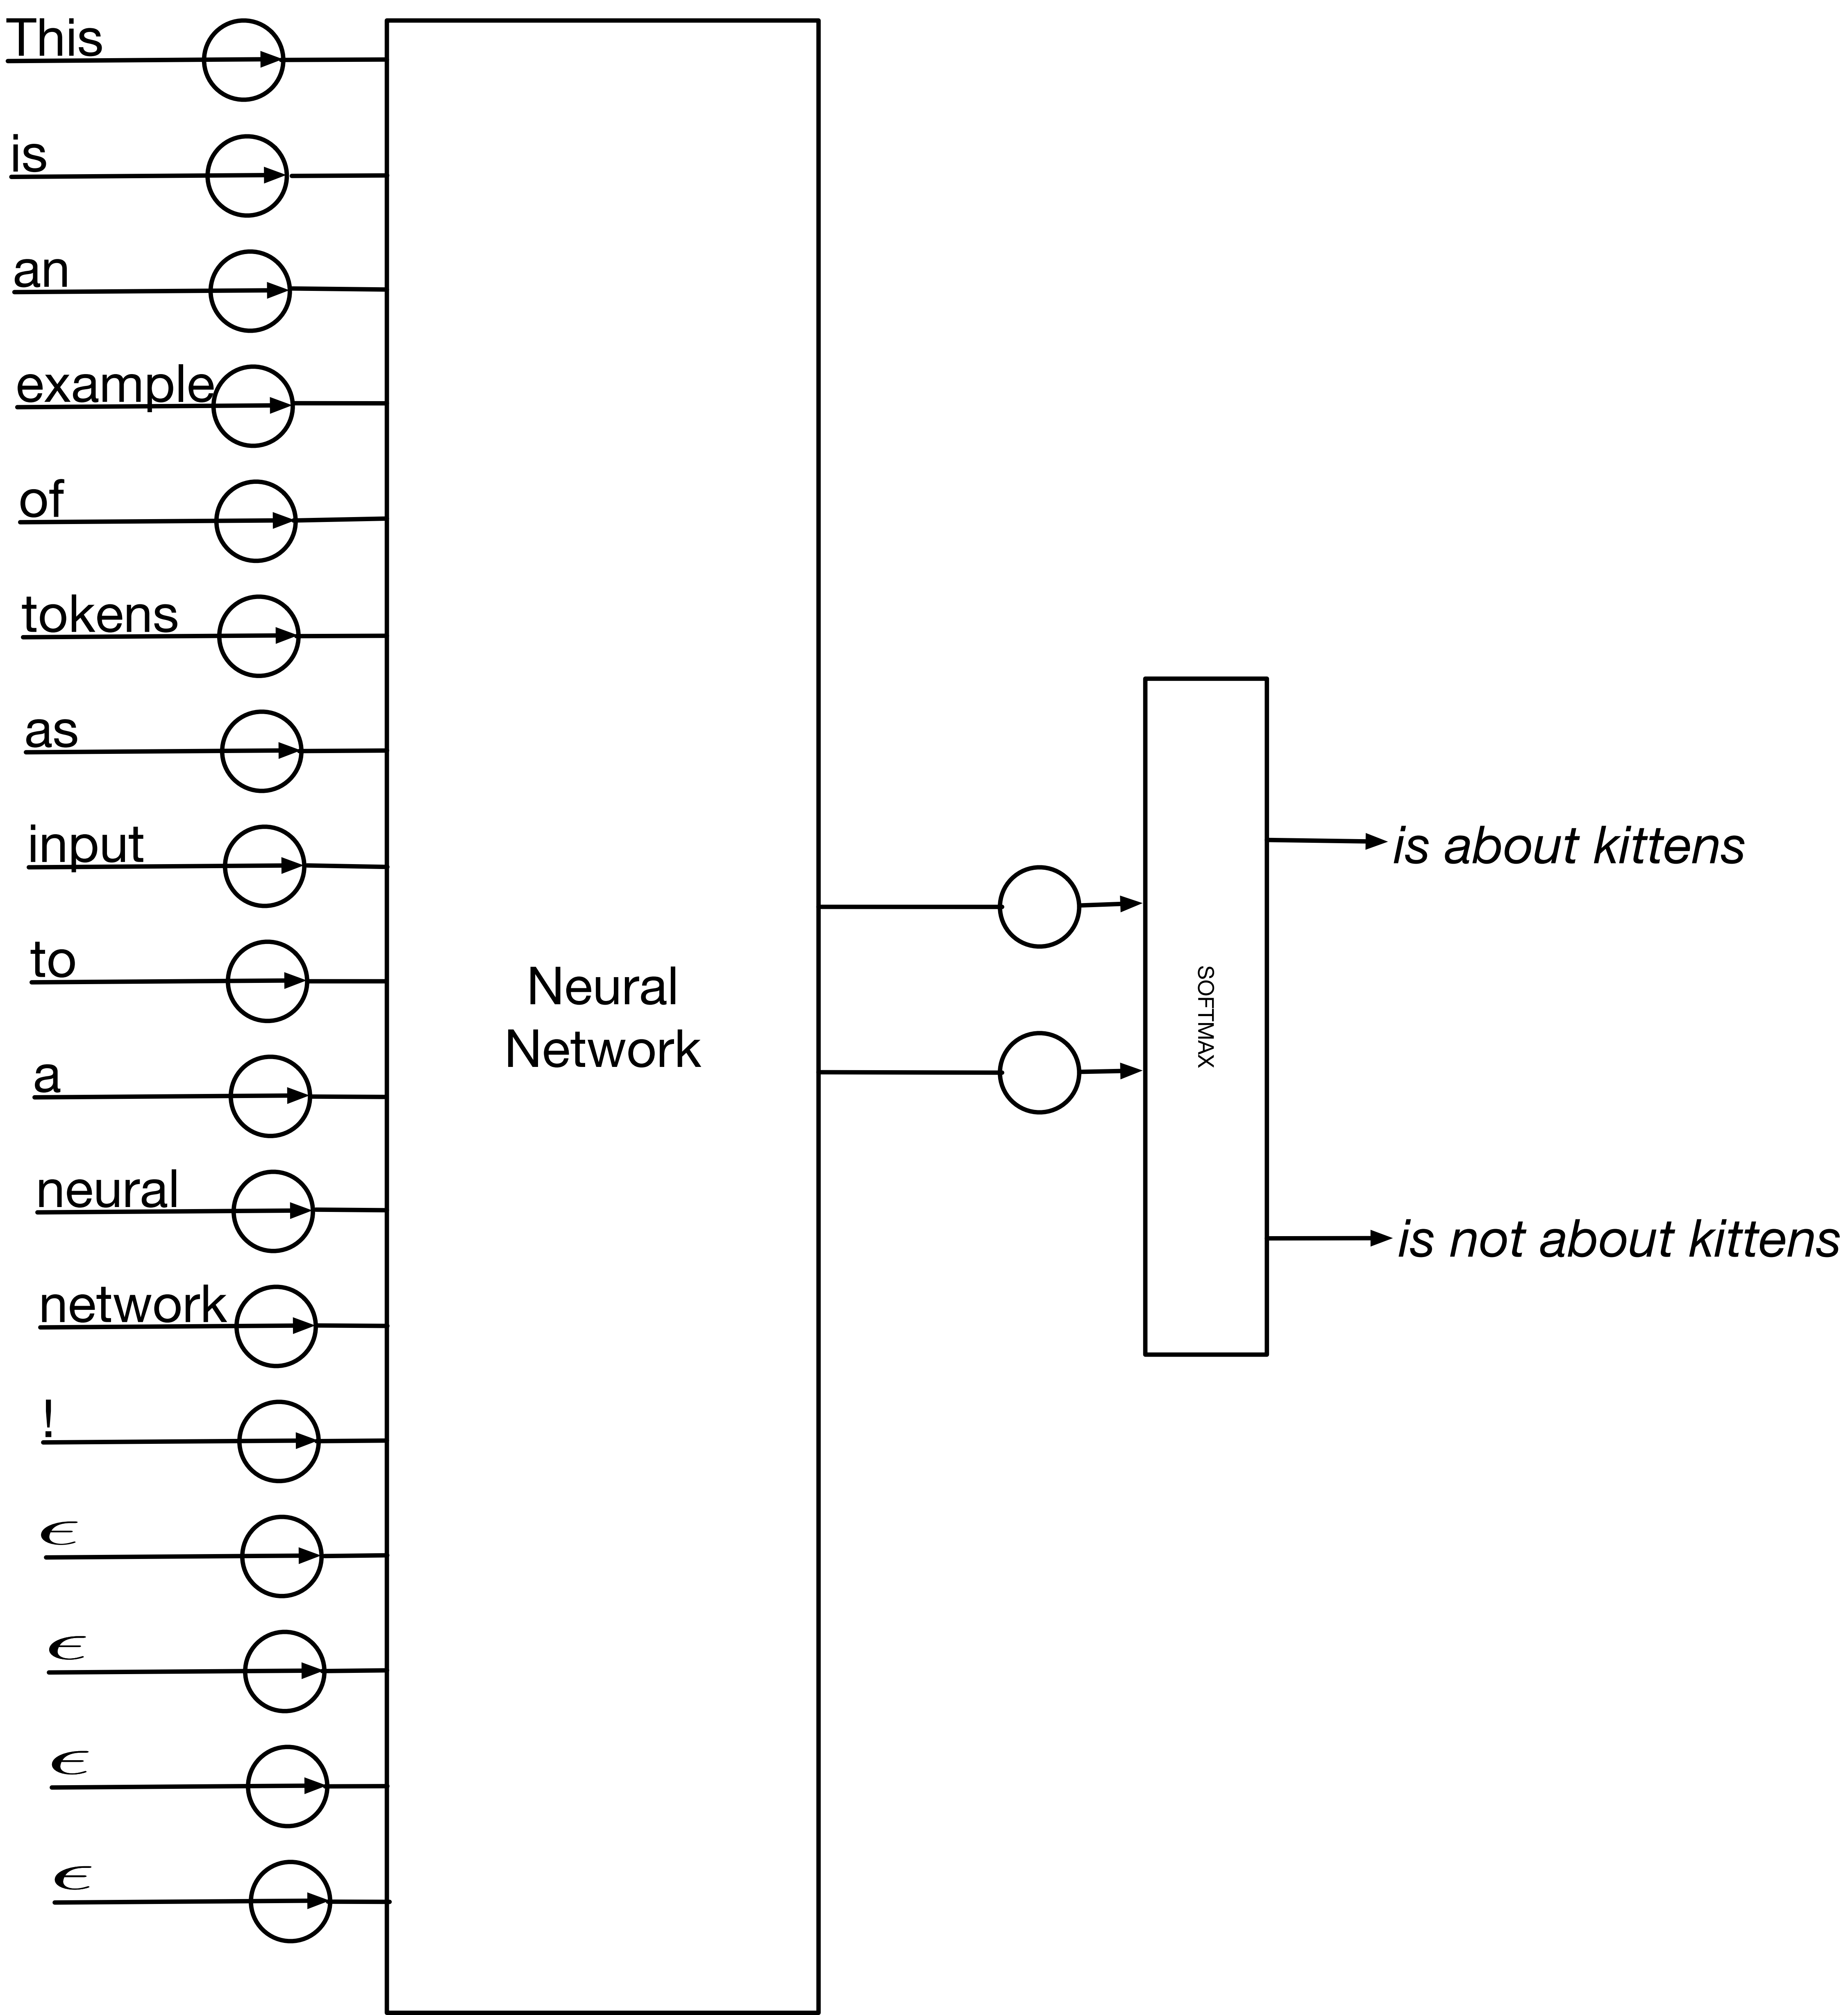 This
is
an
example
of
tokens
as
input
to
a
neural
network
!
ϵ
ϵ
ϵ
ϵ
Neural
Network
SOFTMAX
is about kittens
is not about kittens